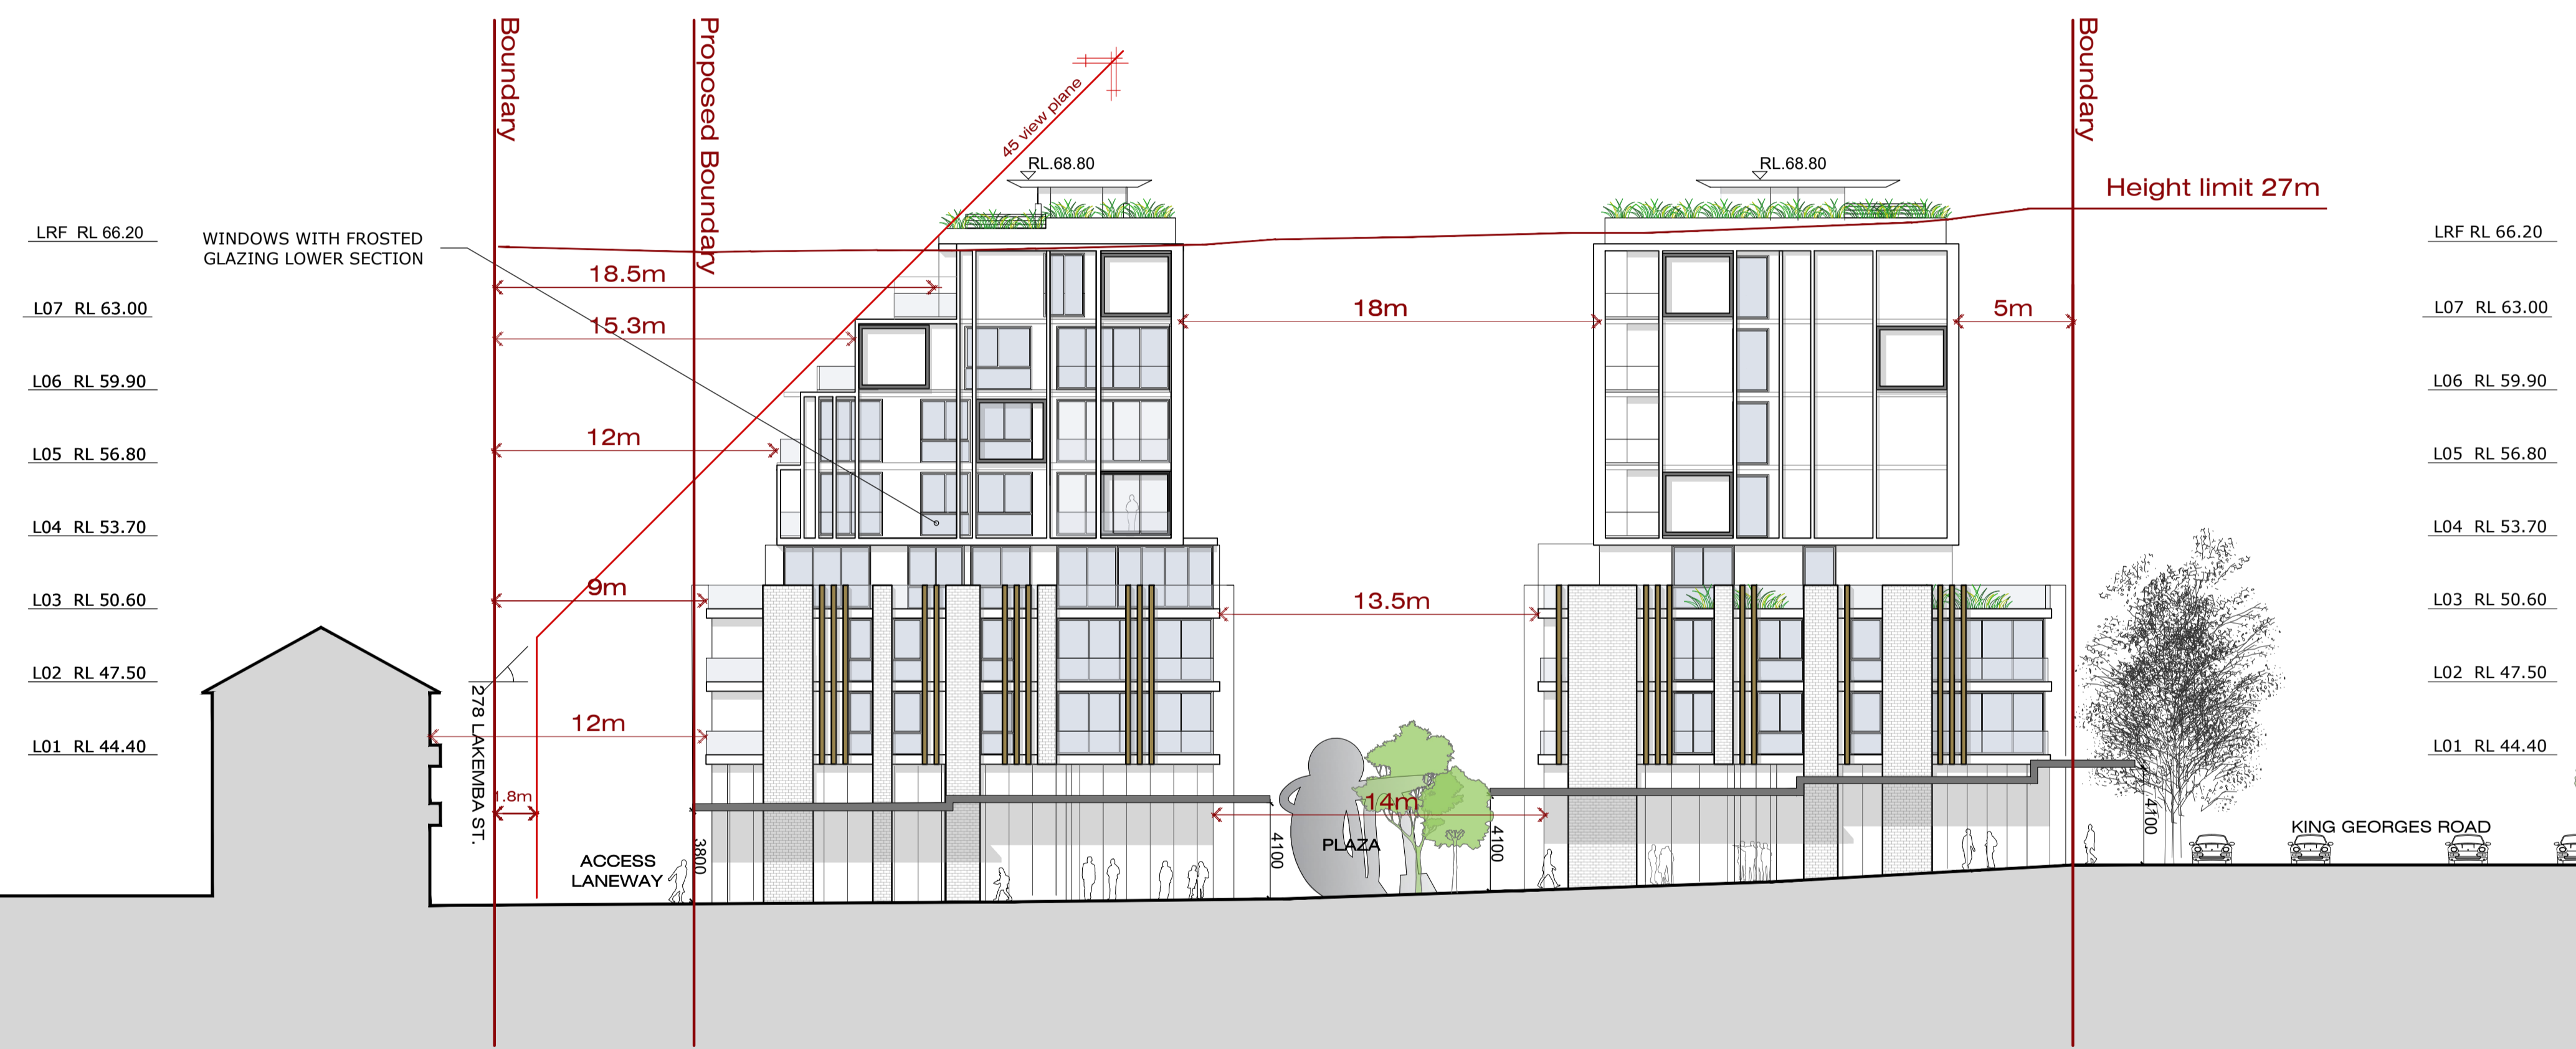 Boundary
Proposed Boundary
45 view plane
RL.68.80
RL.68.80
Boundary
Height limit 27m
LRF RL 66.20
WINDOWS WITH FROSTED
GLAZING LOWER SECTION
LRF RL 66.20
18.5m
L07 RL 63.00
15.3m
18m
5m
L07 RL 63.00
L06 RL 59.90
L06 RL 59.90
12m
L05 RL 56.80
L05 RL 56.80
L04 RL 53.70
L04 RL 53.70
9m
L03 RL 50.60
13.5m
L03 RL 50.60
L02 RL 47.50
L02 RL 47.50
278 LAKEMBA ST.
12m
L01 RL 44.40
L01 RL 44.40
1.8m
14m
3800
4100
PLAZA
4100
4100
KING GEORGES ROAD
ACCESS
LANEWAY